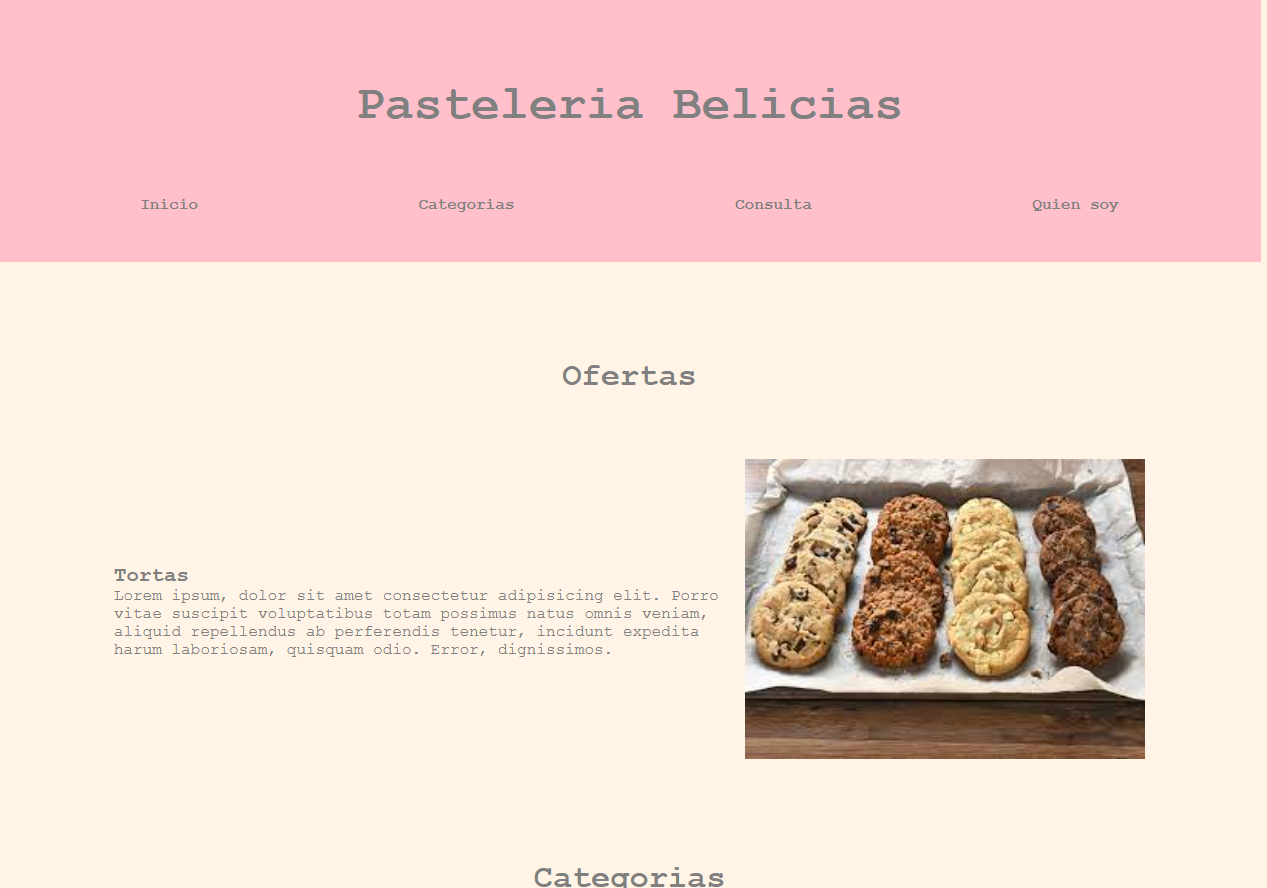 Pasteleria Belicias
Inicio Categorias Consulta Quien soy
Ofertas
Tortas
Lorem ipsum, dolor sit amet consectetur adipisicing elit. Porro
vitae suscipit voluptatibus totam possimus natus omnis veniam,
aliquid repellendus ab perferendis tenetur, incidunt expedita
harum laboriosam, quisquam odio. Error, dignissimos.
Categorias